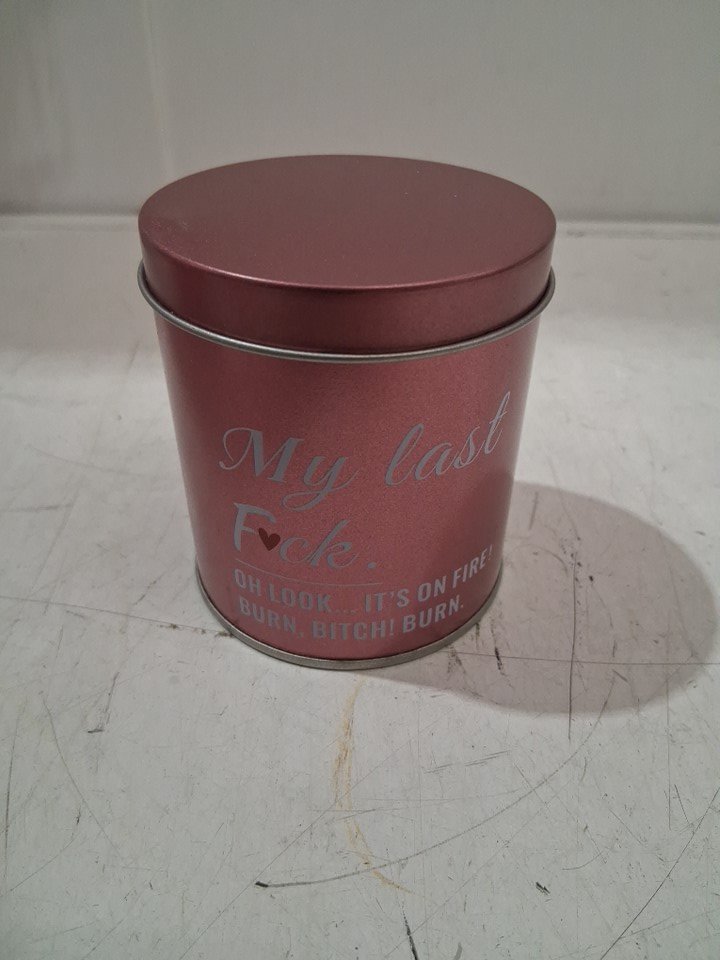 My last
F♥ck.
OH LOOK... IT'S ON FIRE!
BURN, BITCH! BURN.